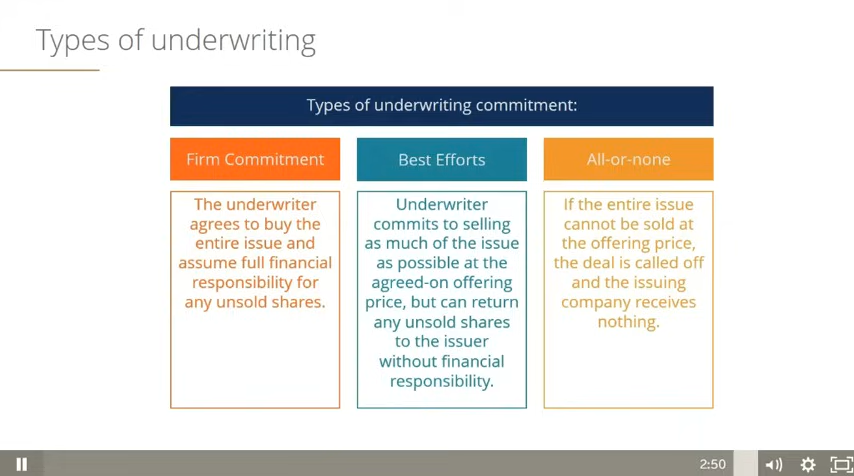 Types of underwriting
Types of underwriting commitment:
Firm Commitment
The underwriter
agrees to buy the
entire issue and
assume full financial
responsibility for
any unsold shares.
Best Efforts
Underwriter
commits to selling
as much of the issue
as possible at the
agreed-on offering
price, but can return
any unsold shares
to the issuer
without financial
responsibility.
All-or-none
If the entire issue
cannot be sold at
the offering price,
the deal is called off
and the issuing
company receives
nothing.
2:50